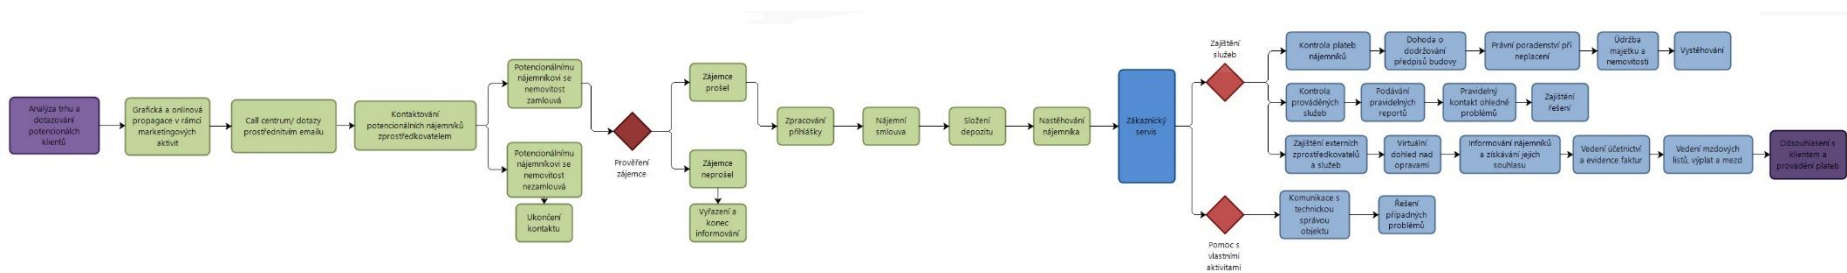 Analýza trhu a
dotazování
potencionálch
klientů
Grafická a onlinová
propagace v rámci
marketingových
aktivit
Call centrum/ dotazy
prostřednitvim emailu
Kontaktování
potencionálních nájemníků
zprostředkovatelem
Potencionálnímu
nájemníkovi se
nemovitost
zamlouvá
Potencionálnímu
nájemníkovi se
nemovitost
nezamlouvá
Ukončení
kontaktu
Prověření
zájemce
Zájemce
prošel
Zájemce
neprošel
Vyřazení a
konec
informování
Zpracování
přihlášky
Nájemní
smlouva
Složení
depozitu
Nastěhování
nájemníka
Zákaznický
servis
Zajištění
služeb
Kontrola plateb
nájemníků
Dohoda o
dodržování
předpisů budovy
Právní poradenství při
neplacení
Údržba
majetku a
nemovitosti
Vystěhování
Kontrola
prováděných
služeb
Podávání
pravidelných
reportů
Pravidelný
kontakt ohledně
problémů
Zajištění
řešení
Zajištění externích
zprostředkovatelů
a služeb
Virtuální
dohled nad
opravami
Informování nájemníků
a získávání jejich
souhlasu
Vedení účetnictví
a evidence faktur
Vedení mzdových
listů, výplat a mezd
Odsouhlasení s
klientem a
provádění plateb
Pomoc s
vlastními
aktivitami
Komunikace s
technickou
správou
objektu
Řešení
případných
problémů